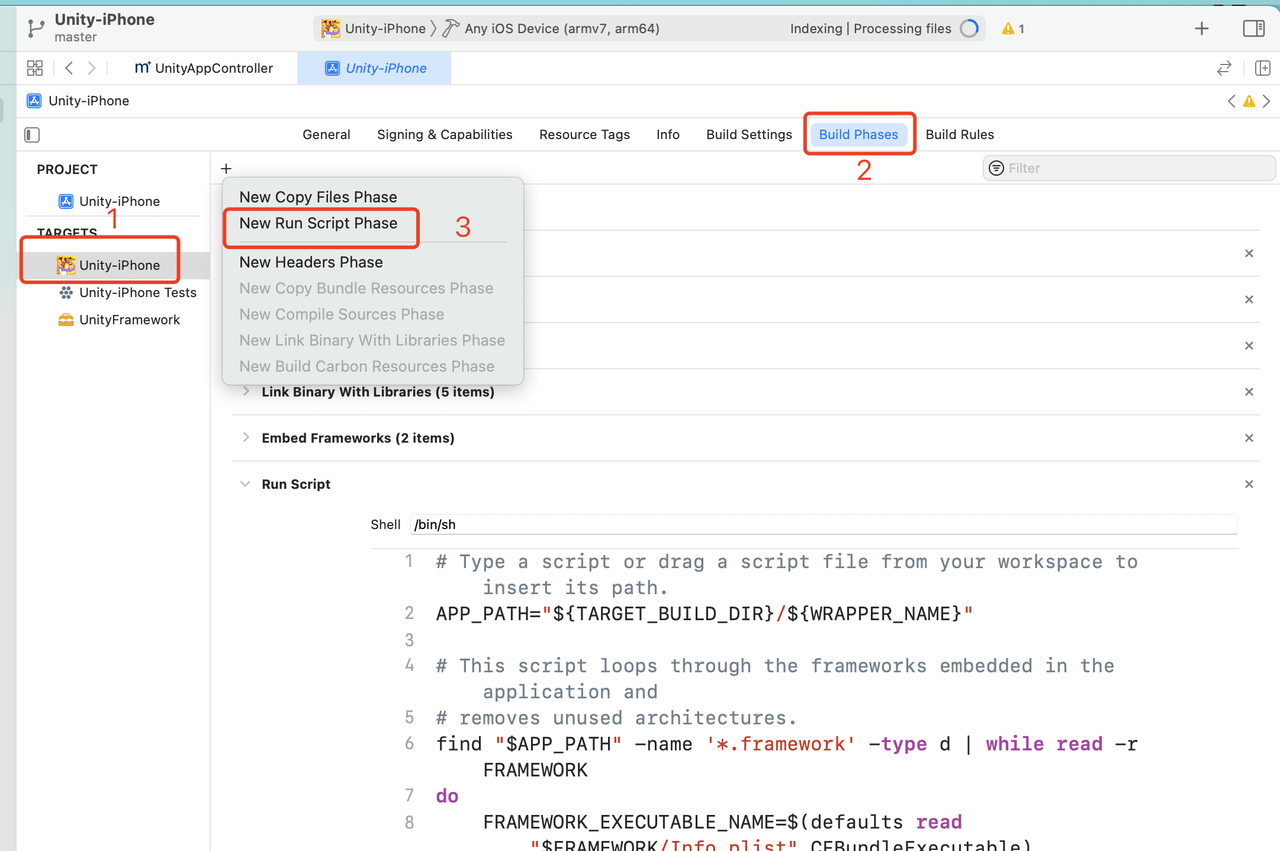 Unity-iPhone
master
Unity-iPhone
Any iOS Device (armv7, arm64)
Indexing | Processing files
1
UnityAppController
Unity-iPhone
Unity-iPhone
General
Signing & Capabilities
Resource Tags
Info
Build Settings
Build Phases
Build Rules
2
PROJECT
Unity-iPhone
1
TARGETS
Unity-iPhone
Unity-iPhone Tests
UnityFramework
+
Filter
New Copy Files Phase
New Run Script Phase
3
New Headers Phase
New Copy Bundle Resources Phase
New Compile Sources Phase
New Link Binary With Libraries Phase
New Build Carbon Resources Phase
Link Binary With Libraries (5 items)
Embed Frameworks (2 items)
Run Script
Shell /bin/sh
1 # Type a script or drag a script file from your workspace to
insert its path.
2 APP_PATH="${TARGET_BUILD_DIR}/${WRAPPER_NAME}"
3
4 # This script loops through the frameworks embedded in the
application and
5 # removes unused architectures.
6 find "$APP_PATH" -name '*.framework' -type d | while read -r
FRAMEWORK
7 do
8 FRAMEWORK_EXECUTABLE_NAME=$(defaults read
"$FRAMEWORK/Info.plist" CFBundleExecutable)